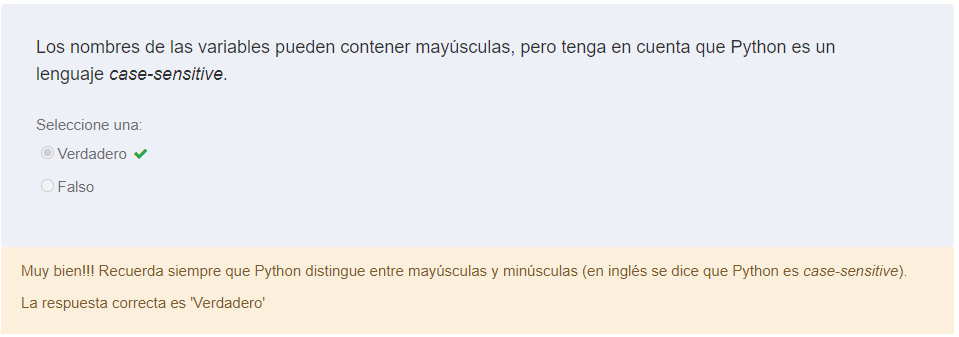 Los nombres de las variables pueden contener mayúsculas, pero tenga en cuenta que Python es un
lenguaje case-sensitive.
Seleccione una:
Verdadero
Falso
Muy bien!!! Recuerda siempre que Python distingue entre mayúsculas y minúsculas (en inglés se dice que Python es case-sensitive).
La respuesta correcta es 'Verdadero'